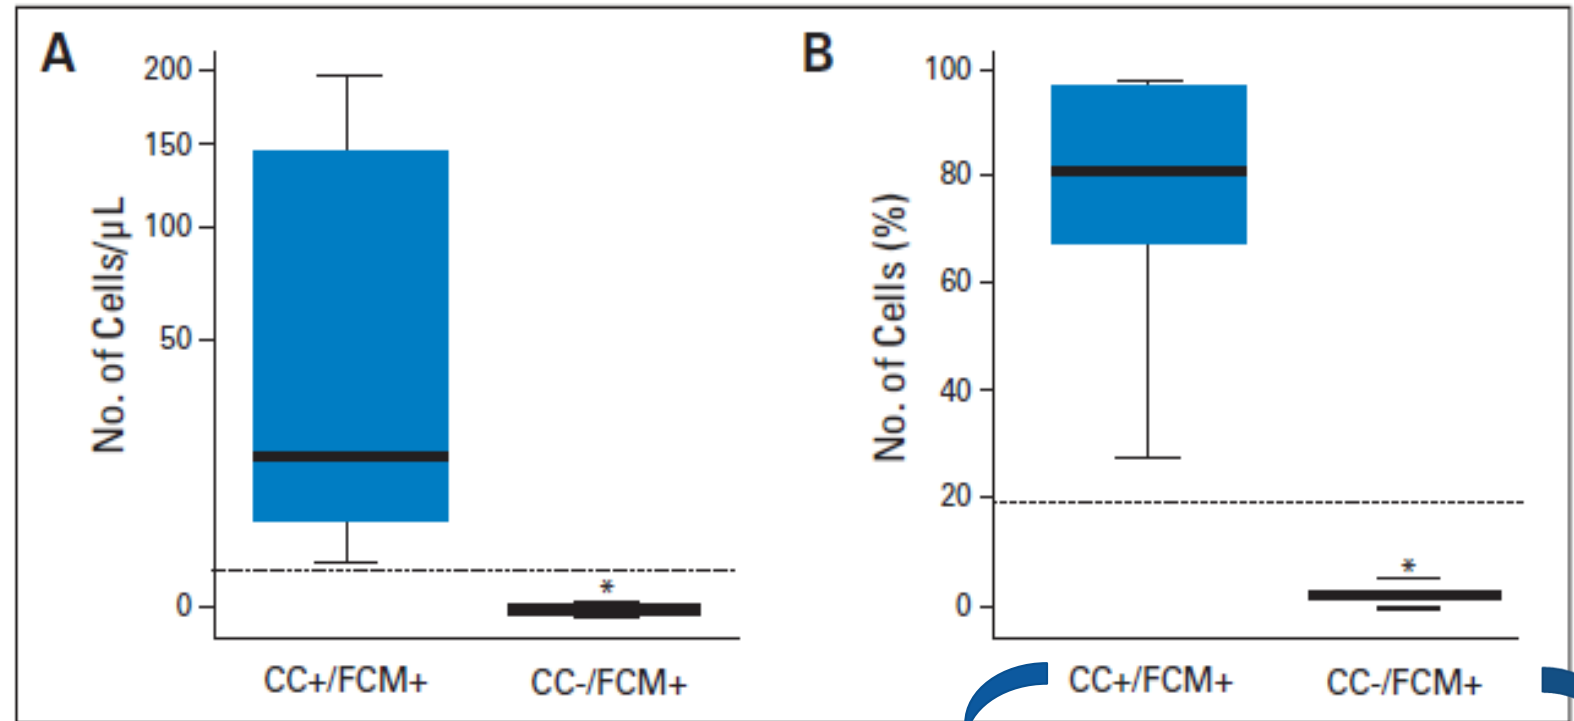 A
No. of Cells/µL
200
150
100
50
0
*
CC+/FCM+ CC-/FCM+
B
No. of Cells (%)
100
80
60
40
20
0
*
CC+/FCM+ CC-/FCM+